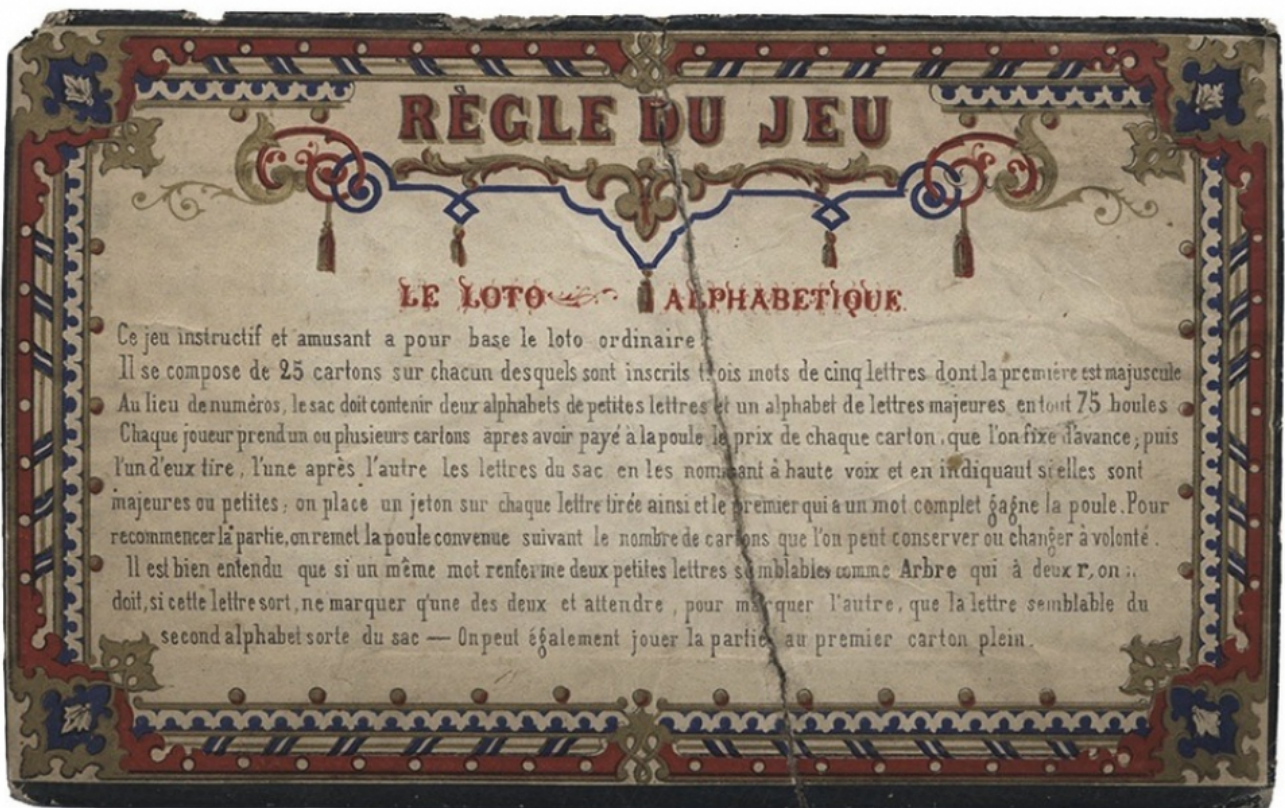 RÈGLE DU JEU
LE LOTO ALPHABETIQUE.
Ce jeu instructif et amusant a pour base le loto ordinaire
Il se compose de 25 cartons sur chacun desquels sont inscrits trois mots de cinq lettres dont la première est majuscule
Au lieu de numéros, le sac doit contenir deux alphabets de petites lettres et un alphabet de lettres majeures en tout 75 boules
Chaque joueur prend un ou plusieurs cartons apres avoir payé à la poule le prix de chaque carton, que l'on fixe d'avance; puis
l'un d'eux tire, l'une après l'autre les lettres du sac en les nommant à haute voix et en indiquaut si elles sont
majeures ou petites; on place un jeton sur chaque lettre tirée ainsi et le premier qui a un mot complet gagne la poule. Pour
recommencer la partie, on remet la poule convenue suivant le nombre de cartons que l'on peut conserver ou changer à volonté.
Il est bien entendu que si un même mot renferme deux petites lettres semblables comme Arbre qui à deux r, on
doit, si cette lettre sort, ne marquer q'une des deux et attendre, pour marquer l'autre, que la lettre semblable du
second alphabet sorte du sac — On peut également jouer la partie au premier carton plein.